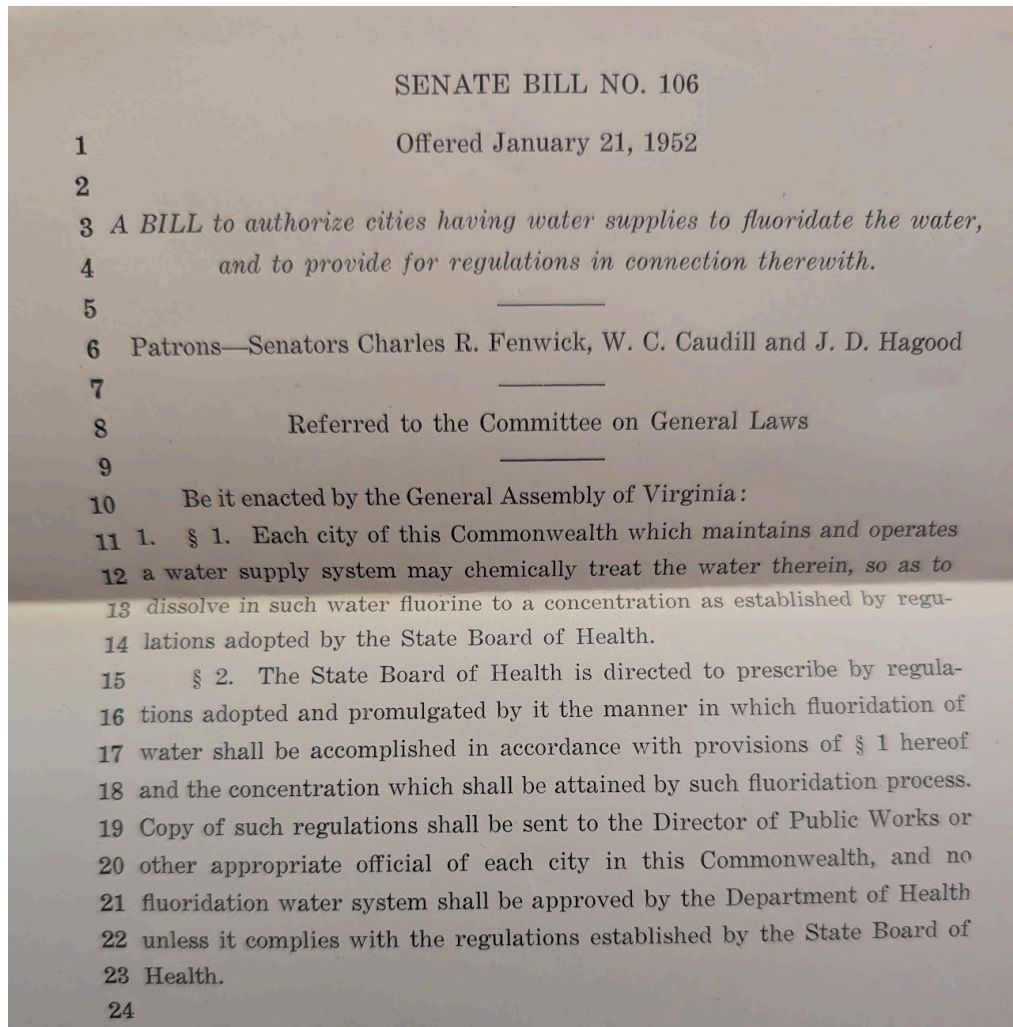 SENATE BILL NO. 106
1 Offered January 21, 1952
2
3 A BILL to authorize cities having water supplies to fluoridate the water,
4 and to provide for regulations in connection therewith.
5
6 Patrons—Senators Charles R. Fenwick, W. C. Caudill and J. D. Hagood
7
8 Referred to the Committee on General Laws
9
10 Be it enacted by the General Assembly of Virginia:
11 1. § 1. Each city of this Commonwealth which maintains and operates
12 a water supply system may chemically treat the water therein, so as to
13 dissolve in such water fluorine to a concentration as established by regu-
14 lations adopted by the State Board of Health.
15 § 2. The State Board of Health is directed to prescribe by regula-
16 tions adopted and promulgated by it the manner in which fluoridation of
17 water shall be accomplished in accordance with provisions of § 1 hereof
18 and the concentration which shall be attained by such fluoridation process.
19 Copy of such regulations shall be sent to the Director of Public Works or
20 other appropriate official of each city in this Commonwealth, and no
21 fluoridation water system shall be approved by the Department of Health
22 unless it complies with the regulations established by the State Board of
23 Health.
24